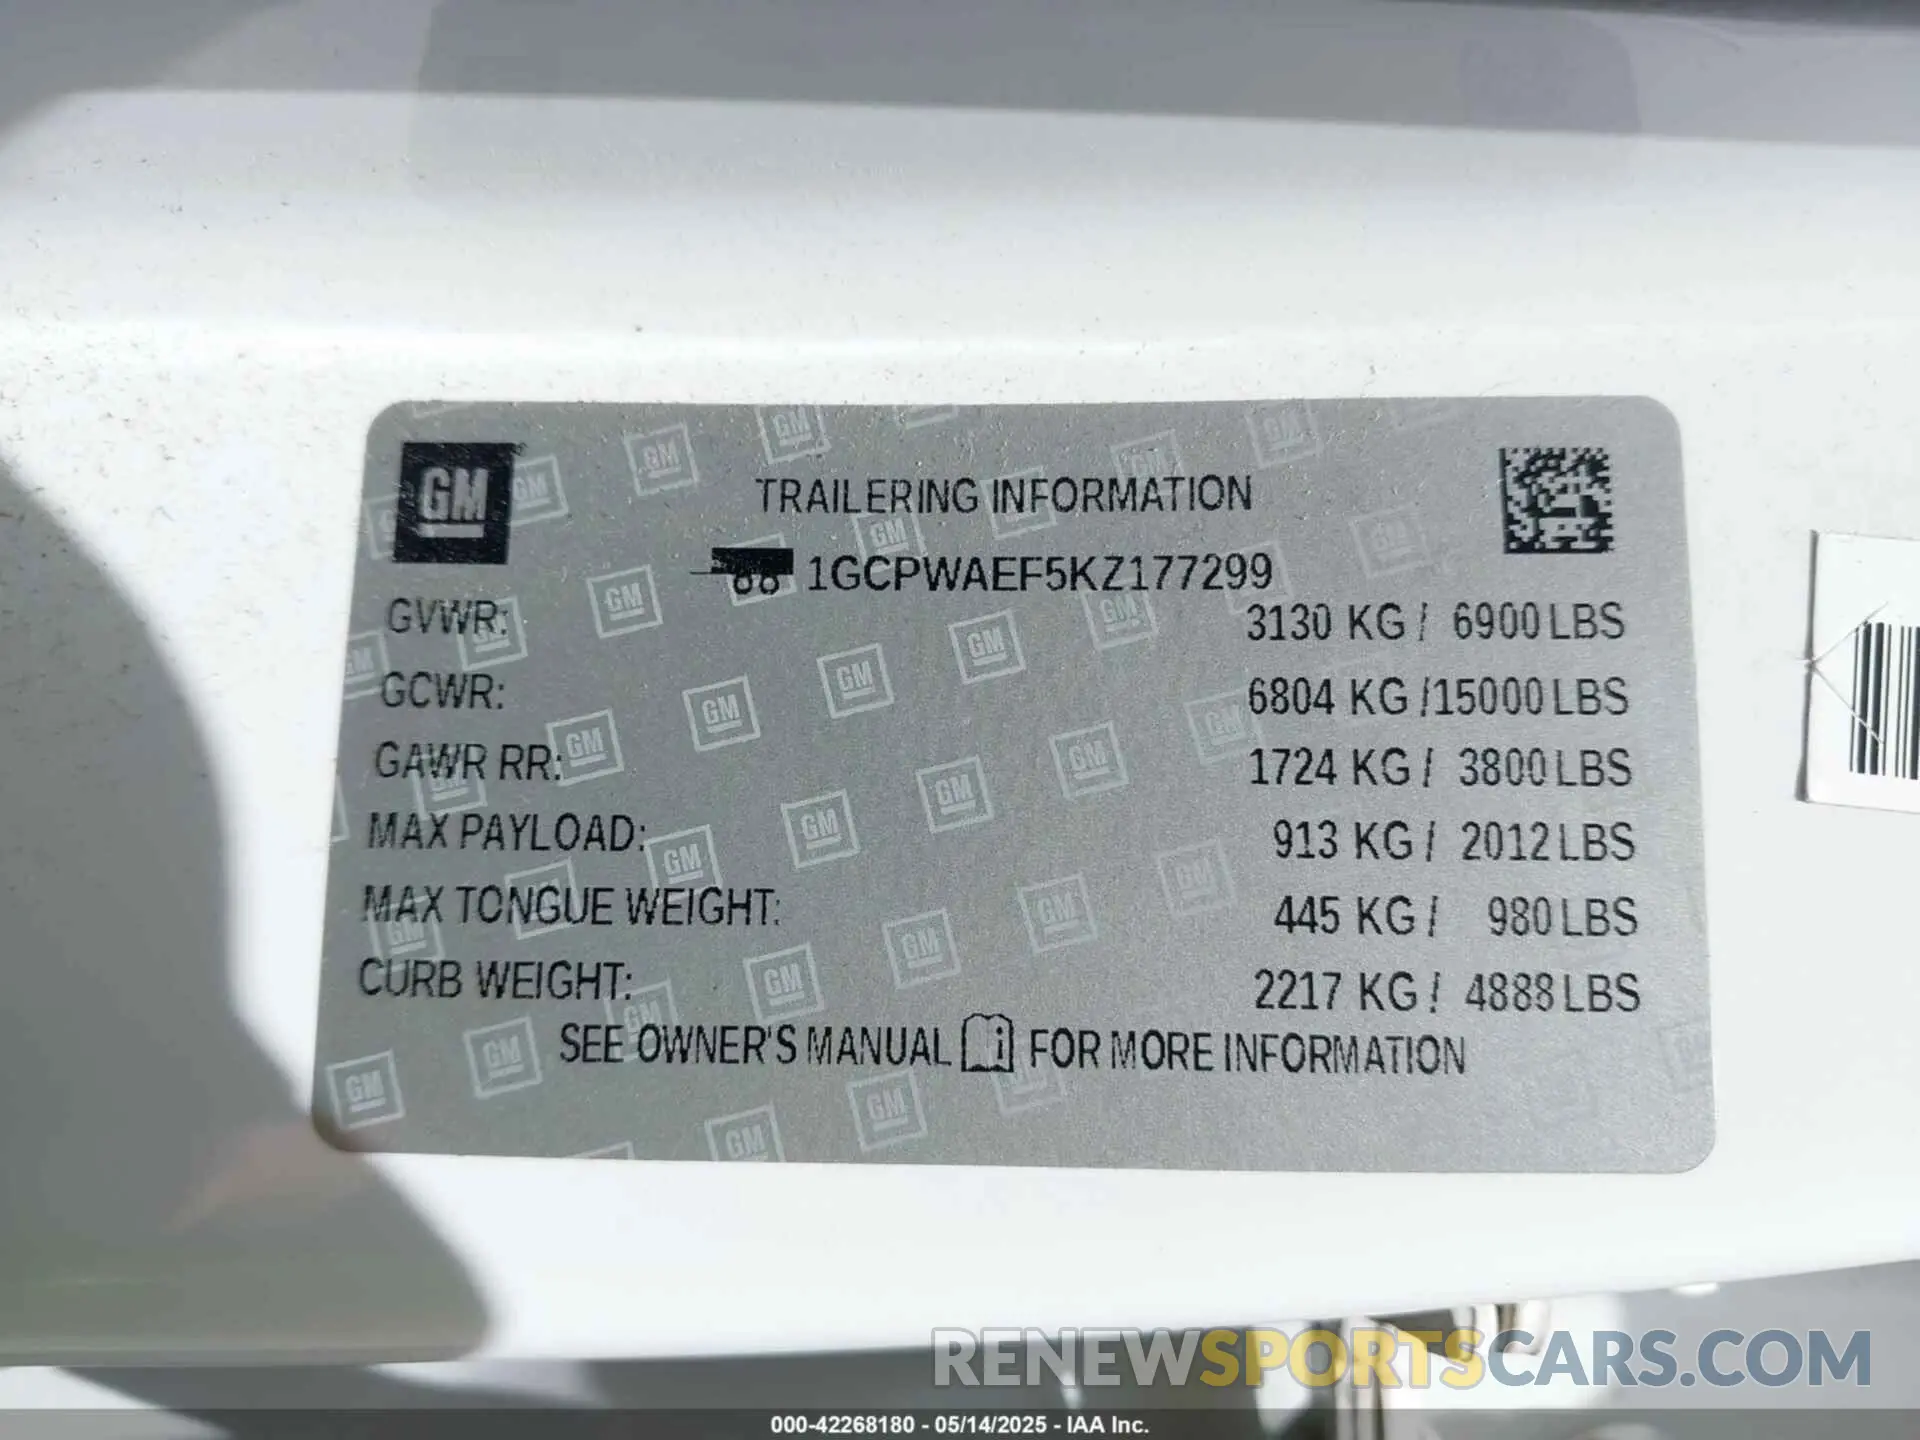 GM
TRAILERING INFORMATION
1GCPWAEF5KZ177299
GVWR: 3130 KG / 6900 LBS
GCWR: 6804 KG /15000 LBS
GAWR RR: 1724 KG / 3800 LBS
MAX PAYLOAD: 913 KG / 2012 LBS
MAX TONGUE WEIGHT: 445 KG / 980 LBS
CURB WEIGHT: 2217 KG / 4888 LBS
SEE OWNER'S MANUAL i FOR MORE INFORMATION
RENEWSPORTSCARS.COM
000-42268180 - 05/14/2025 - IAA Inc.